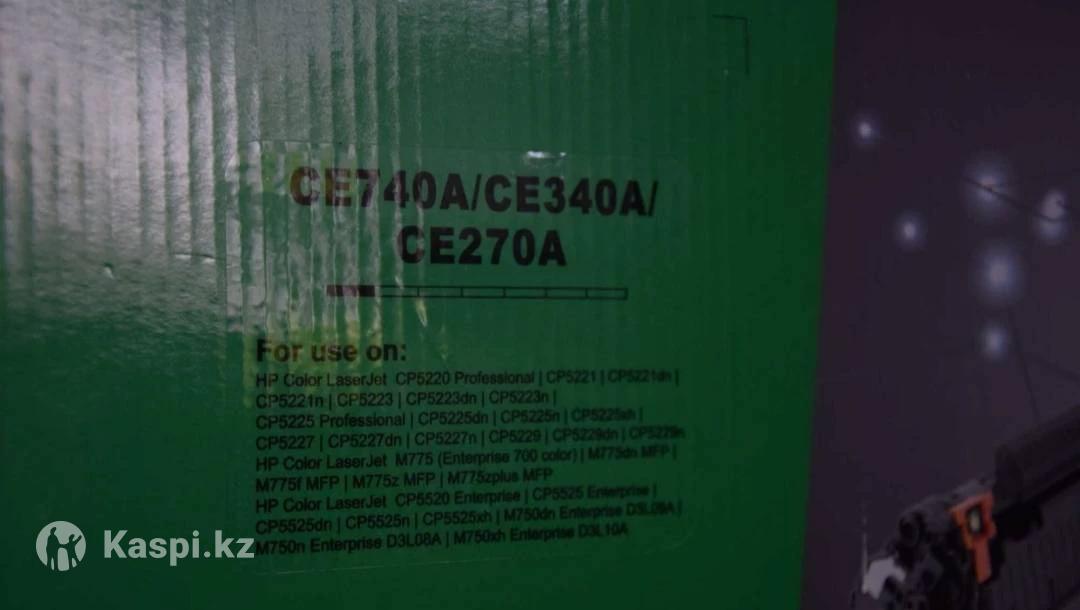 CE740A/CE340A/
CE270A
For use on:
HP Color LaserJet CP5220 Professional | CP5221 | CP5221dn |
CP5221n | CP5223 | CP5223dn | CP5223n |
CP5225 Professional | CP5225dn | CP5225n | CP5225xh |
CP5227 | CP5227dn | CP5227n | CP5229 | CP5229dn | CP5229n
HP Color LaserJet M775 (Enterprise 700 color) | M775dn MFP |
M775f MFP | M775z MFP | M775zplus MFP
HP Color LaserJet CP5520 Enterprise | CP5525 Enterprise |
CP5525dn | CP5525n | CP5525xh | M750dn Enterprise D3L09A |
M750n Enterprise D3L08A | M750xh Enterprise D3L10A
Kaspi.kz